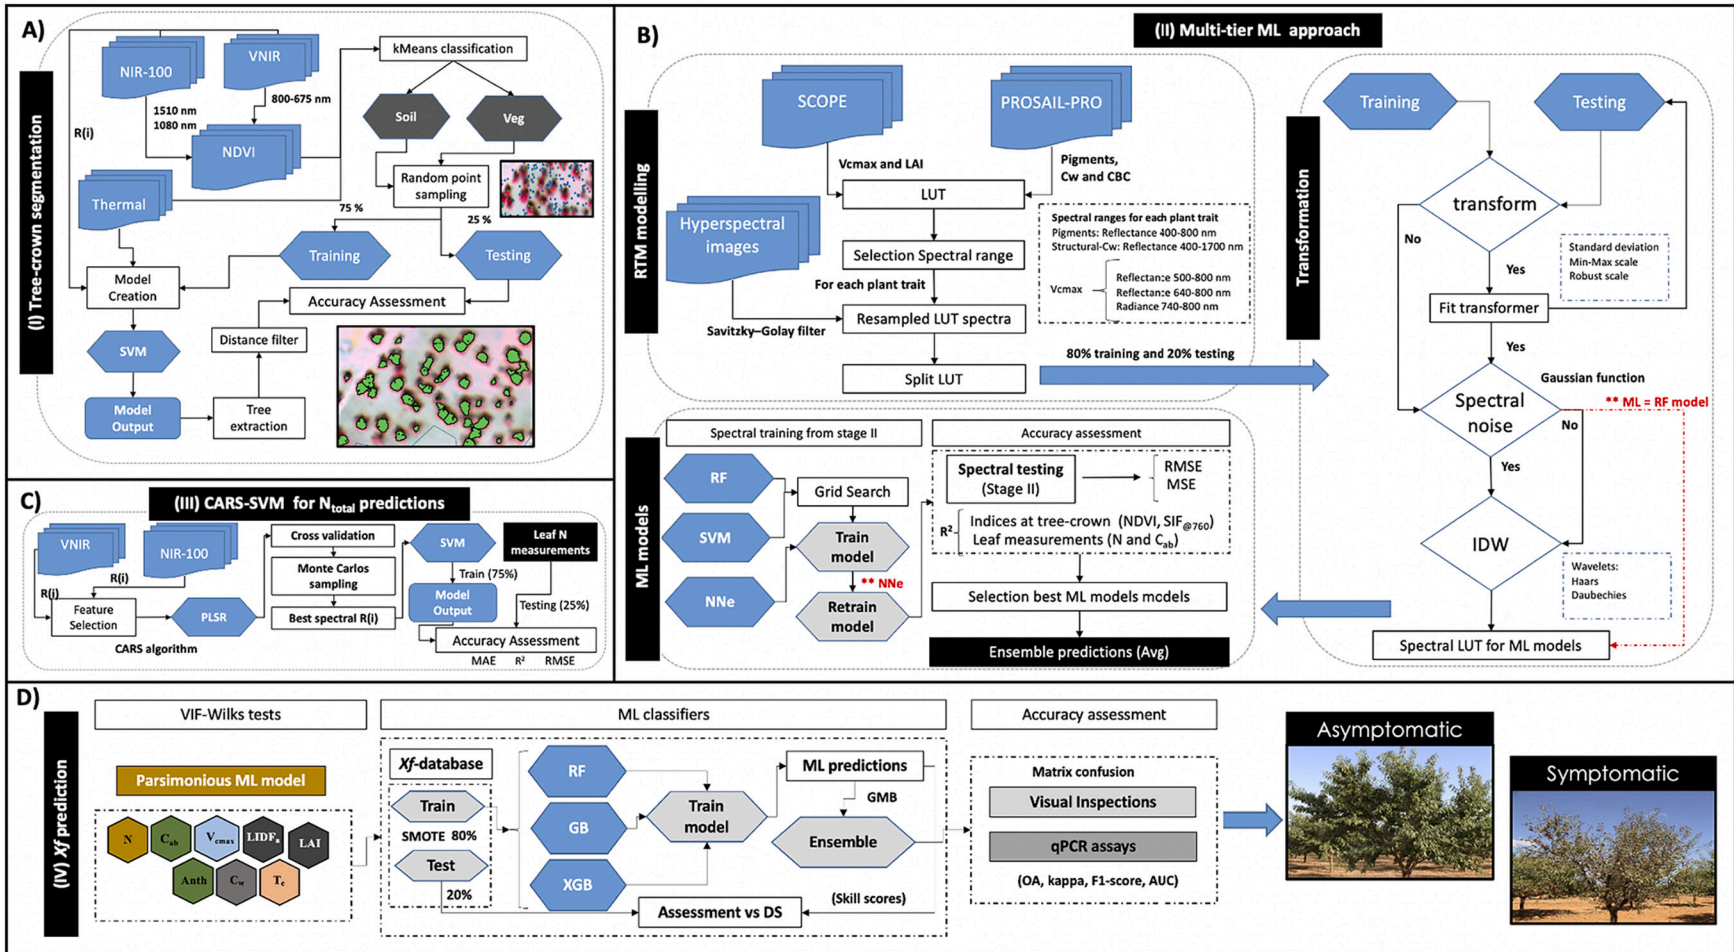 A)
(I) Tree-crown segmentation
NIR-100
VNIR
kMeans classification
1510 nm
1080 nm
800-675 nm
R(i)
NDVI
Soil
Veg
Thermal
Random point
sampling
75 %
25 %
Training
Testing
Model
Creation
Accuracy Assessment
SVM
Distance filter
Model
Output
Tree
extraction
B)
(II) Multi-tier ML approach
RTM modelling
SCOPE
PROSAIL-PRO
Vcmax and LAI
Pigments,
Cw and CBC
LUT
Hyperspectral
images
Selection Spectral range
For each plant trait
Savitzky–Golay filter
Resampled LUT spectra
Split LUT
Spectral ranges for each plant trait
Pigments: Reflectance 400-800 nm
Structural-Cw: Reflectance 400-1700 nm
Vcmax
Reflectance 500-800 nm
Reflectance 640-800 nm
Radiance 740-800 nm
80% training and 20% testing
Transformation
Training
Testing
transform
No
Yes
Standard deviation
Min-Max scale
Robust scale
Fit transformer
Yes
Gaussian function
** ML = RF model
Spectral
noise
No
Yes
IDW
Wavelets:
Haars
Daubechies
Spectral LUT for ML models
ML models
Spectral training from stage II
Accuracy assessment
RF
SVM
NNe
Grid Search
Train
model
** NNe
Retrain
model
Spectral testing
(Stage II)
RMSE
MSE
R²
Indices at tree-crown (NDVI, SIF@760)
Leaf measurements (N and Cab)
Selection best ML models models
Ensemble predictions (Avg)
C)
(III) CARS-SVM for Ntotal predictions
VNIR
NIR-100
R(i)
R(i)
Feature
Selection
PLSR
CARS algorithm
Cross validation
Monte Carlos
sampling
Best spectral R(i)
SVM
Leaf N
measurements
Train (75%)
Model
Output
Testing (25%)
Accuracy Assessment
MAE R² RMSE
D)
(IV) Xf prediction
VIF-Wilks tests
ML classifiers
Accuracy assessment
Parsimonious ML model
N
Cab
Vcmax
LIDFa
LAI
Anth
Cw
Tc
Xf-database
Train
SMOTE 80%
Test
20%
RF
GB
XGB
Train
model
ML predictions
GMB
Ensemble
Assessment vs DS
(Skill scores)
Matrix confusion
Visual Inspections
qPCR assays
(OA, kappa, F1-score, AUC)
Asymptomatic
Symptomatic